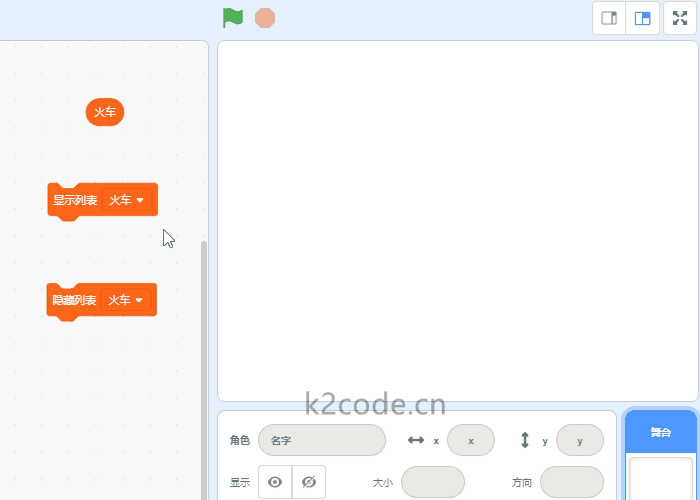 火车
显示列表 火车
隐藏列表 火车
k2code.cn
角色 名字 x x y y
舞台
显示 大小 方向